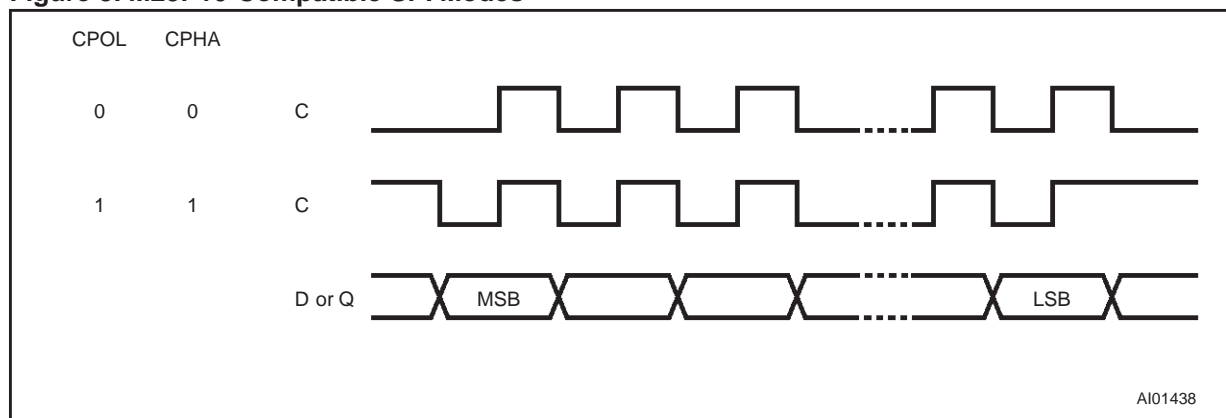 CPOL CPHA
0 0 C
1 1 C
D or Q MSB LSB
AI01438